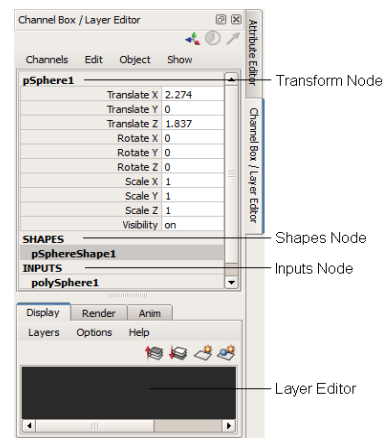 Channel Box / Layer Editor
Channels Edit Object Show
pSphere1
Translate X 2.274
Translate Y 0
Translate Z 1.837
Rotate X 0
Rotate Y 0
Rotate Z 0
Scale X 1
Scale Y 1
Scale Z 1
Visibility on
SHAPES
pSphereShape1
INPUTS
polySphere1
Display Render Anim
Layers Options Help
Attribute Editor
Channel Box / Layer Editor
Transform Node
Shapes Node
Inputs Node
Layer Editor